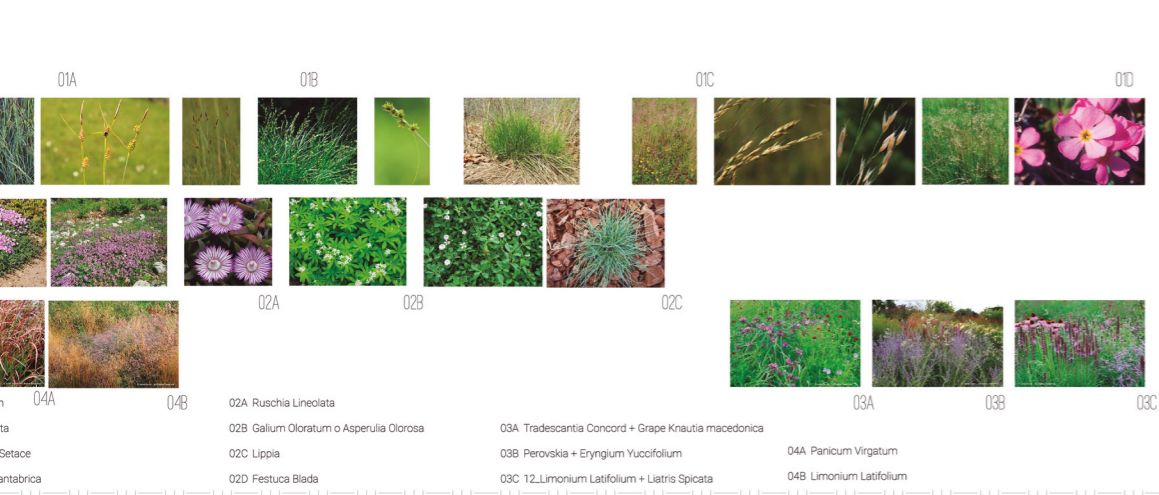 01A 01B 01C 01D
02A 02B 02C
03A 03B 03C
04A 04B
m
ta
Setace
antabrica
02A Ruschia Lineolata
02B Galium Oloratum o Asperulia Olorosa
02C Lippia
02D Festuca Blada
03A Tradescantia Concord + Grape Knautia macedonica
03B Perovskia + Eryngium Yuccifolium
03C 12_Limonium Latifolium + Liatris Spicata
04A Panicum Virgatum
04B Limonium Latifolium